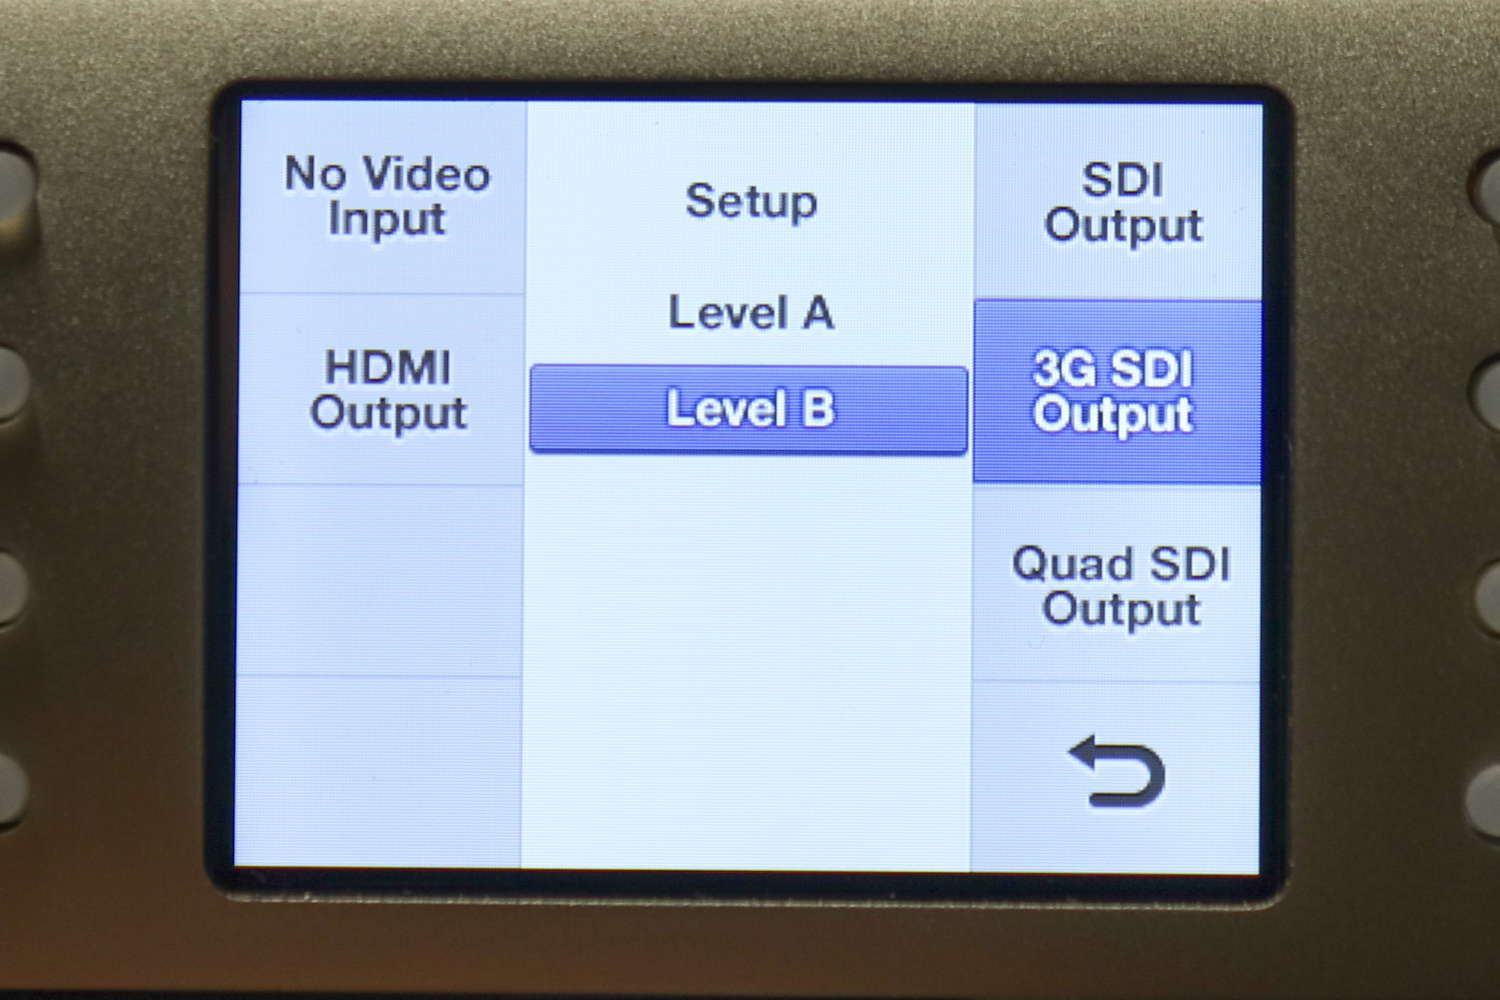 No Video
Input
HDMI
Output
Setup
Level A
Level B
SDI
Output
3G SDI
Output
Quad SDI
Output